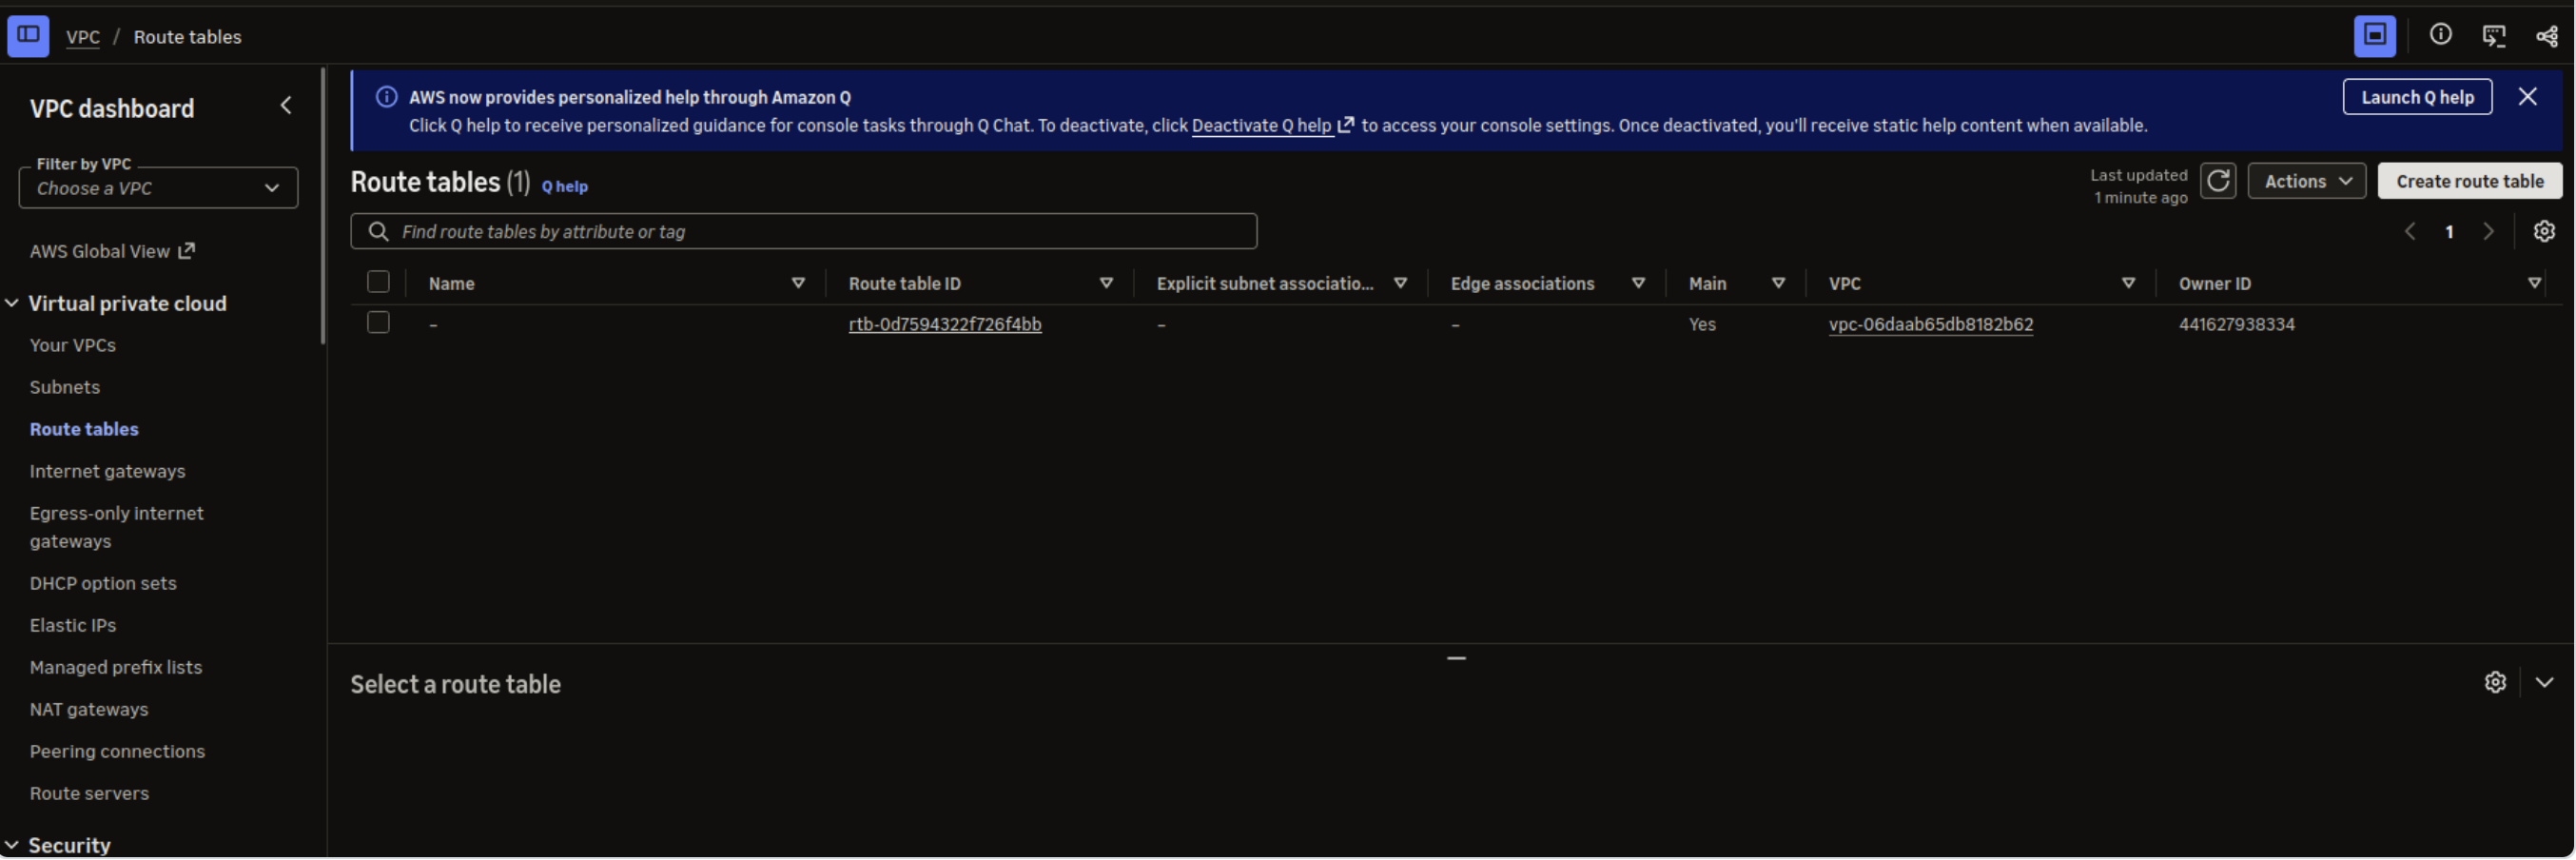 VPC / Route tables
VPC dashboard
Filter by VPC
Choose a VPC
AWS Global View
Virtual private cloud
Your VPCs
Subnets
Route tables
Internet gateways
Egress-only internet
gateways
DHCP option sets
Elastic IPs
Managed prefix lists
NAT gateways
Peering connections
Route servers
Security
AWS now provides personalized help through Amazon Q
Click Q help to receive personalized guidance for console tasks through Q Chat. To deactivate, click Deactivate Q help to access your console settings. Once deactivated, you'll receive static help content when available.
Launch Q help
Route tables (1) Q help
Last updated
1 minute ago
Actions
Create route table
Find route tables by attribute or tag
1
Name Route table ID Explicit subnet associatio... Edge associations Main VPC Owner ID
– rtb-0d7594322f726f4bb – – Yes vpc-06daab65db8182b62 441627938334
Select a route table